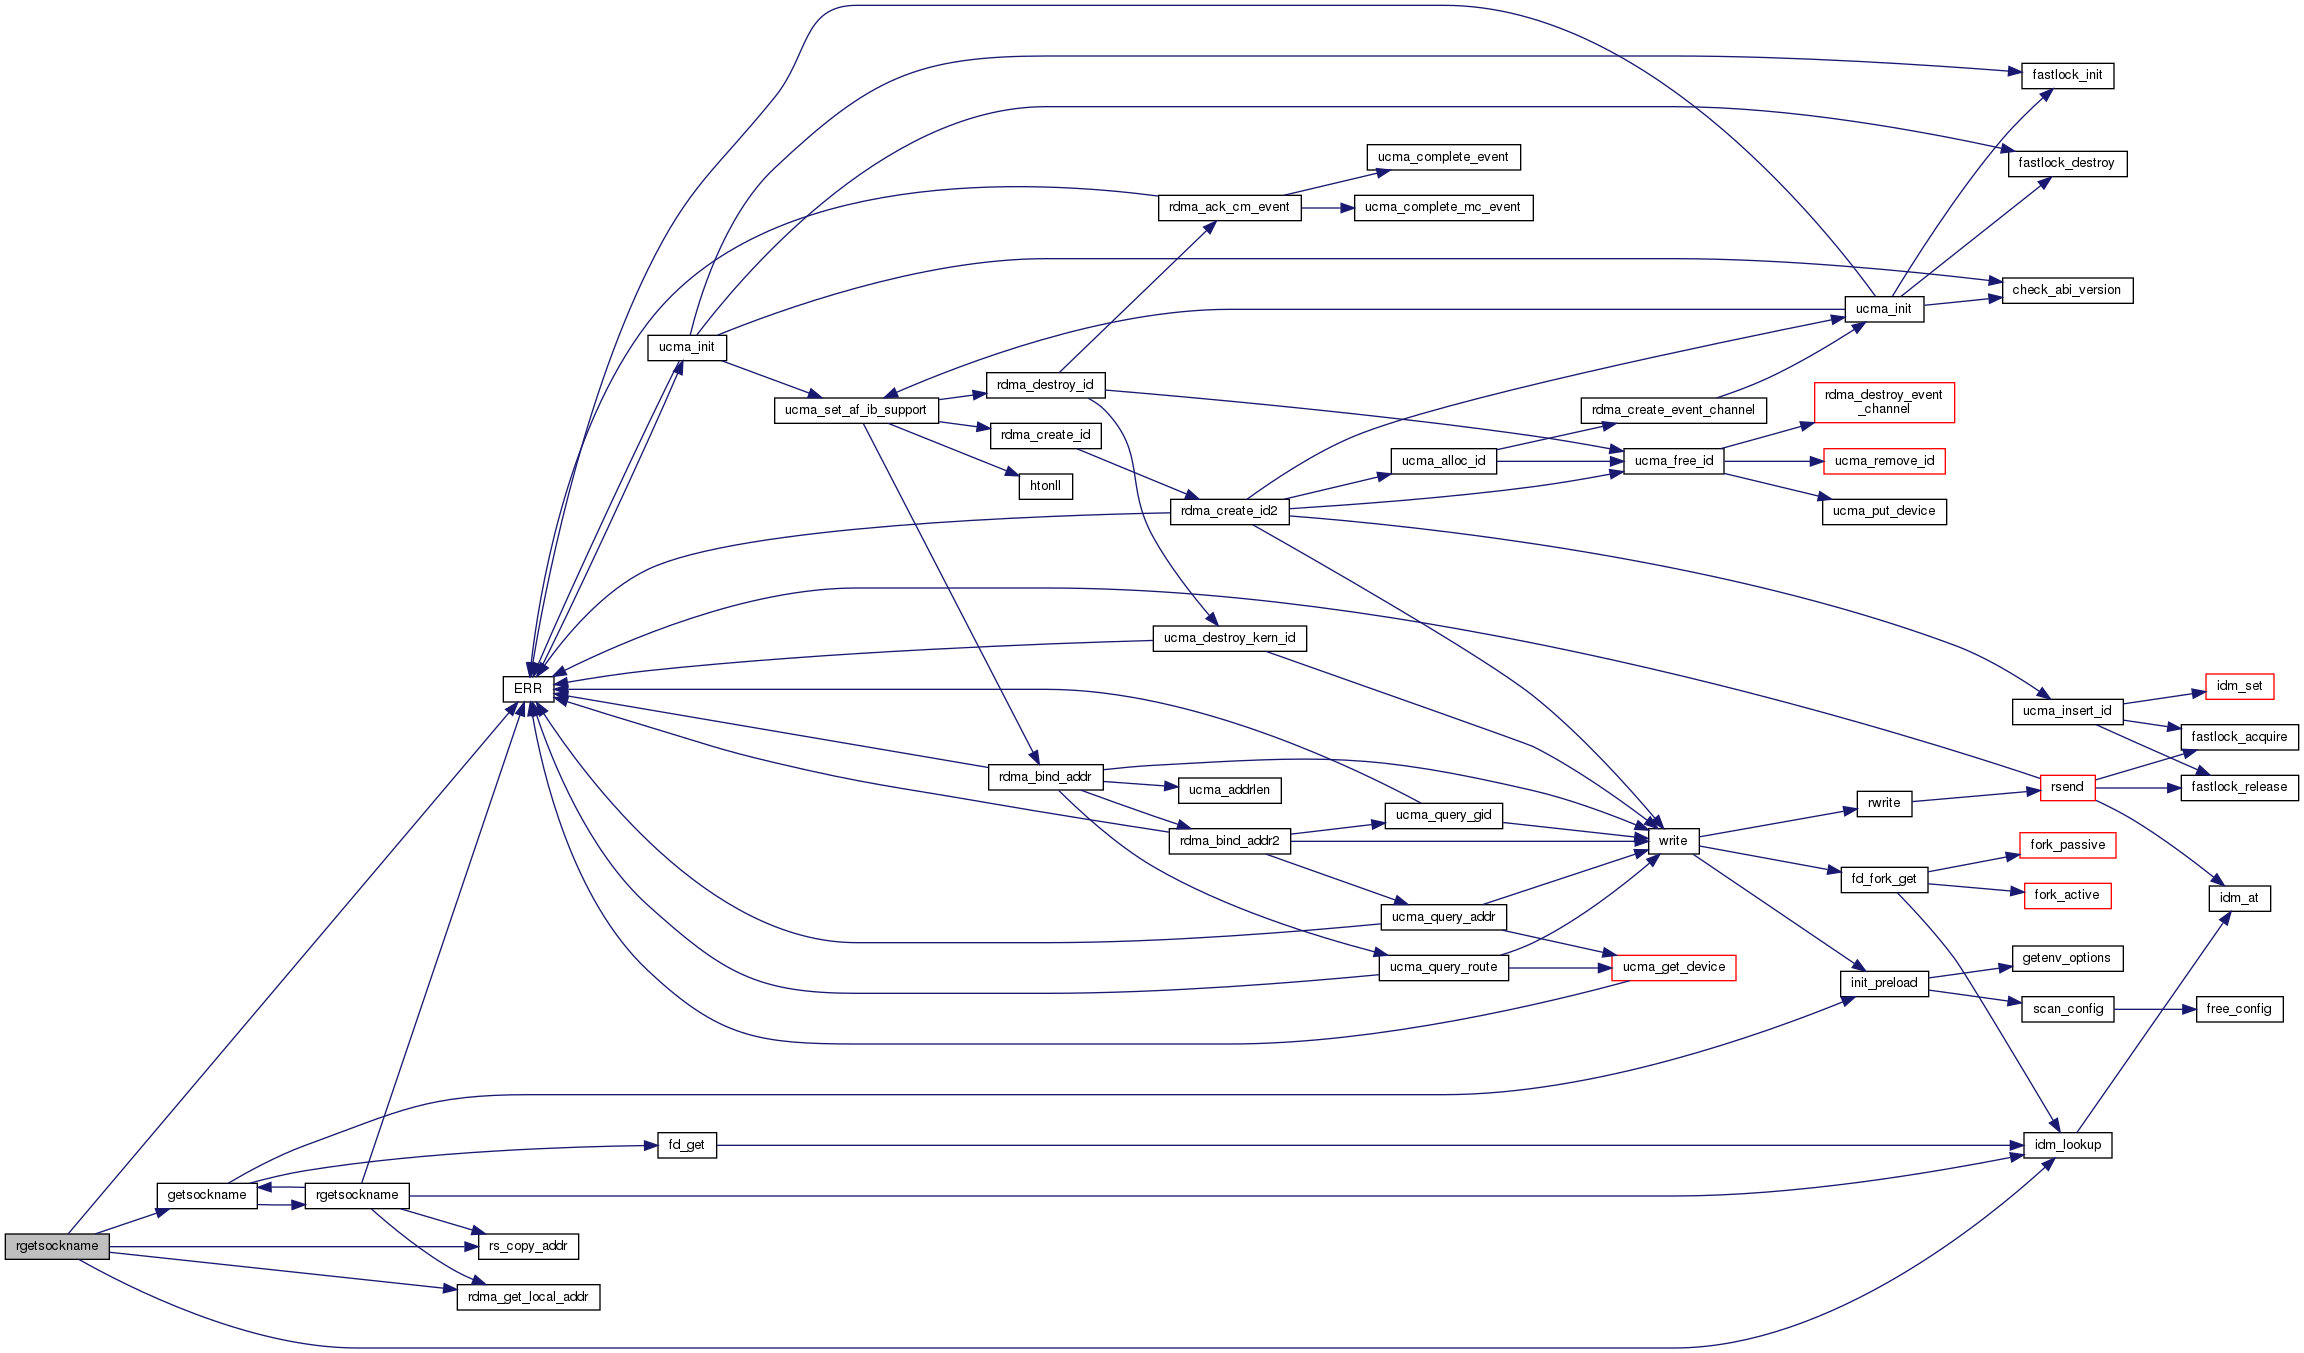 fastlock_init
ucma_complete_event
fastlock_destroy
rdma_ack_cm_event
ucma_complete_mc_event
check_abi_version
ucma_init
ucma_init
rdma_destroy_id
ucma_set_af_ib_support
rdma_create_event_channel
rdma_destroy_event
_channel
rdma_create_id
ucma_alloc_id
ucma_free_id
ucma_remove_id
htonll
rdma_create_id2
ucma_put_device
ucma_destroy_kern_id
ERR
idm_set
ucma_insert_id
fastlock_acquire
rdma_bind_addr
ucma_addrlen
rsend
fastlock_release
rwrite
ucma_query_gid
rdma_bind_addr2
write
fork_passive
fd_fork_get
fork_active
idm_at
ucma_query_addr
getenv_options
ucma_query_route
ucma_get_device
init_preload
scan_config
free_config
fd_get
idm_lookup
getsockname
rgetsockname
rgetsockname
rs_copy_addr
rdma_get_local_addr